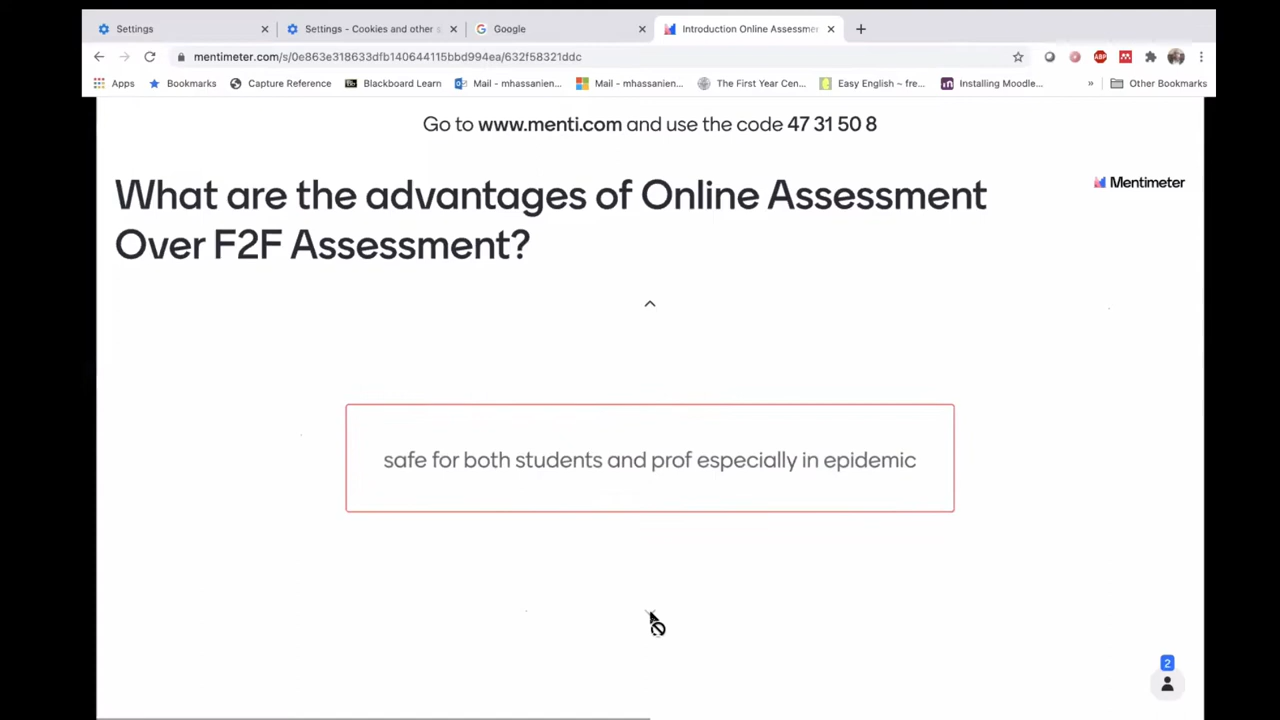 Settings
Settings - Cookies and other s
Google
Introduction Online Assessme
mentimeter.com/s/0e863e318633dfb140644115bbd994ea/632f58321ddc
ABP
Apps
Bookmarks
Capture Reference
Blackboard Learn
Mail - mhassanien...
Mail - mhassanien...
The First Year Cen...
Easy English ~ fre...
Installing Moodle...
»
Other Bookmarks
Go to www.menti.com and use the code 47 31 50 8
What are the advantages of Online Assessment
Over F2F Assessment?
Mentimeter
safe for both students and prof especially in epidemic
2